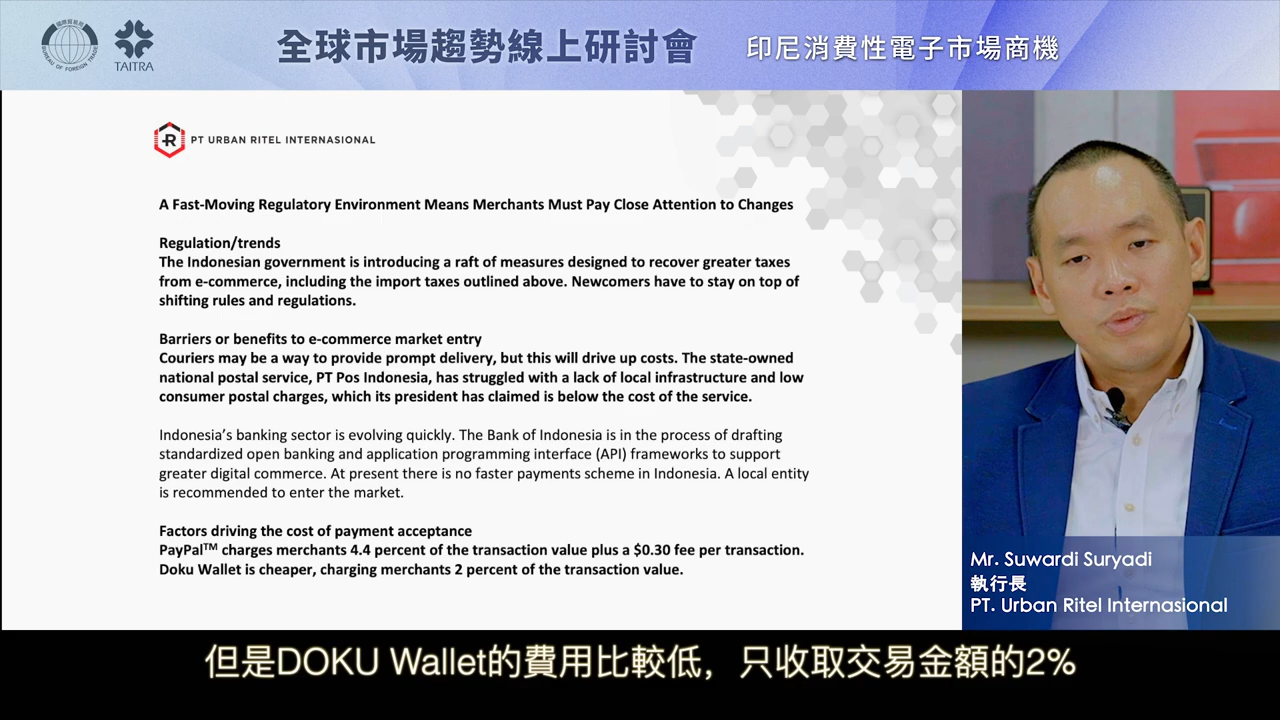 國際貿易局
BUREAU OF FOREIGN TRADE
TAITRA
全球市場趨勢線上研討會 印尼消費性電子市場商機
R PT URBAN RITEL INTERNASIONAL
A Fast-Moving Regulatory Environment Means Merchants Must Pay Close Attention to Changes
Regulation/trends
The Indonesian government is introducing a raft of measures designed to recover greater taxes
from e-commerce, including the import taxes outlined above. Newcomers have to stay on top of
shifting rules and regulations.
Barriers or benefits to e-commerce market entry
Couriers may be a way to provide prompt delivery, but this will drive up costs. The state-owned
national postal service, PT Pos Indonesia, has struggled with a lack of local infrastructure and low
consumer postal charges, which its president has claimed is below the cost of the service.
Indonesia’s banking sector is evolving quickly. The Bank of Indonesia is in the process of drafting
standardized open banking and application programming interface (API) frameworks to support
greater digital commerce. At present there is no faster payments scheme in Indonesia. A local entity
is recommended to enter the market.
Factors driving the cost of payment acceptance
PayPal™ charges merchants 4.4 percent of the transaction value plus a $0.30 fee per transaction.
Doku Wallet is cheaper, charging merchants 2 percent of the transaction value.
Mr. Suwardi Suryadi
執行長
PT. Urban Ritel Internasional
但是DOKU Wallet的費用比較低，只收取交易金額的2%